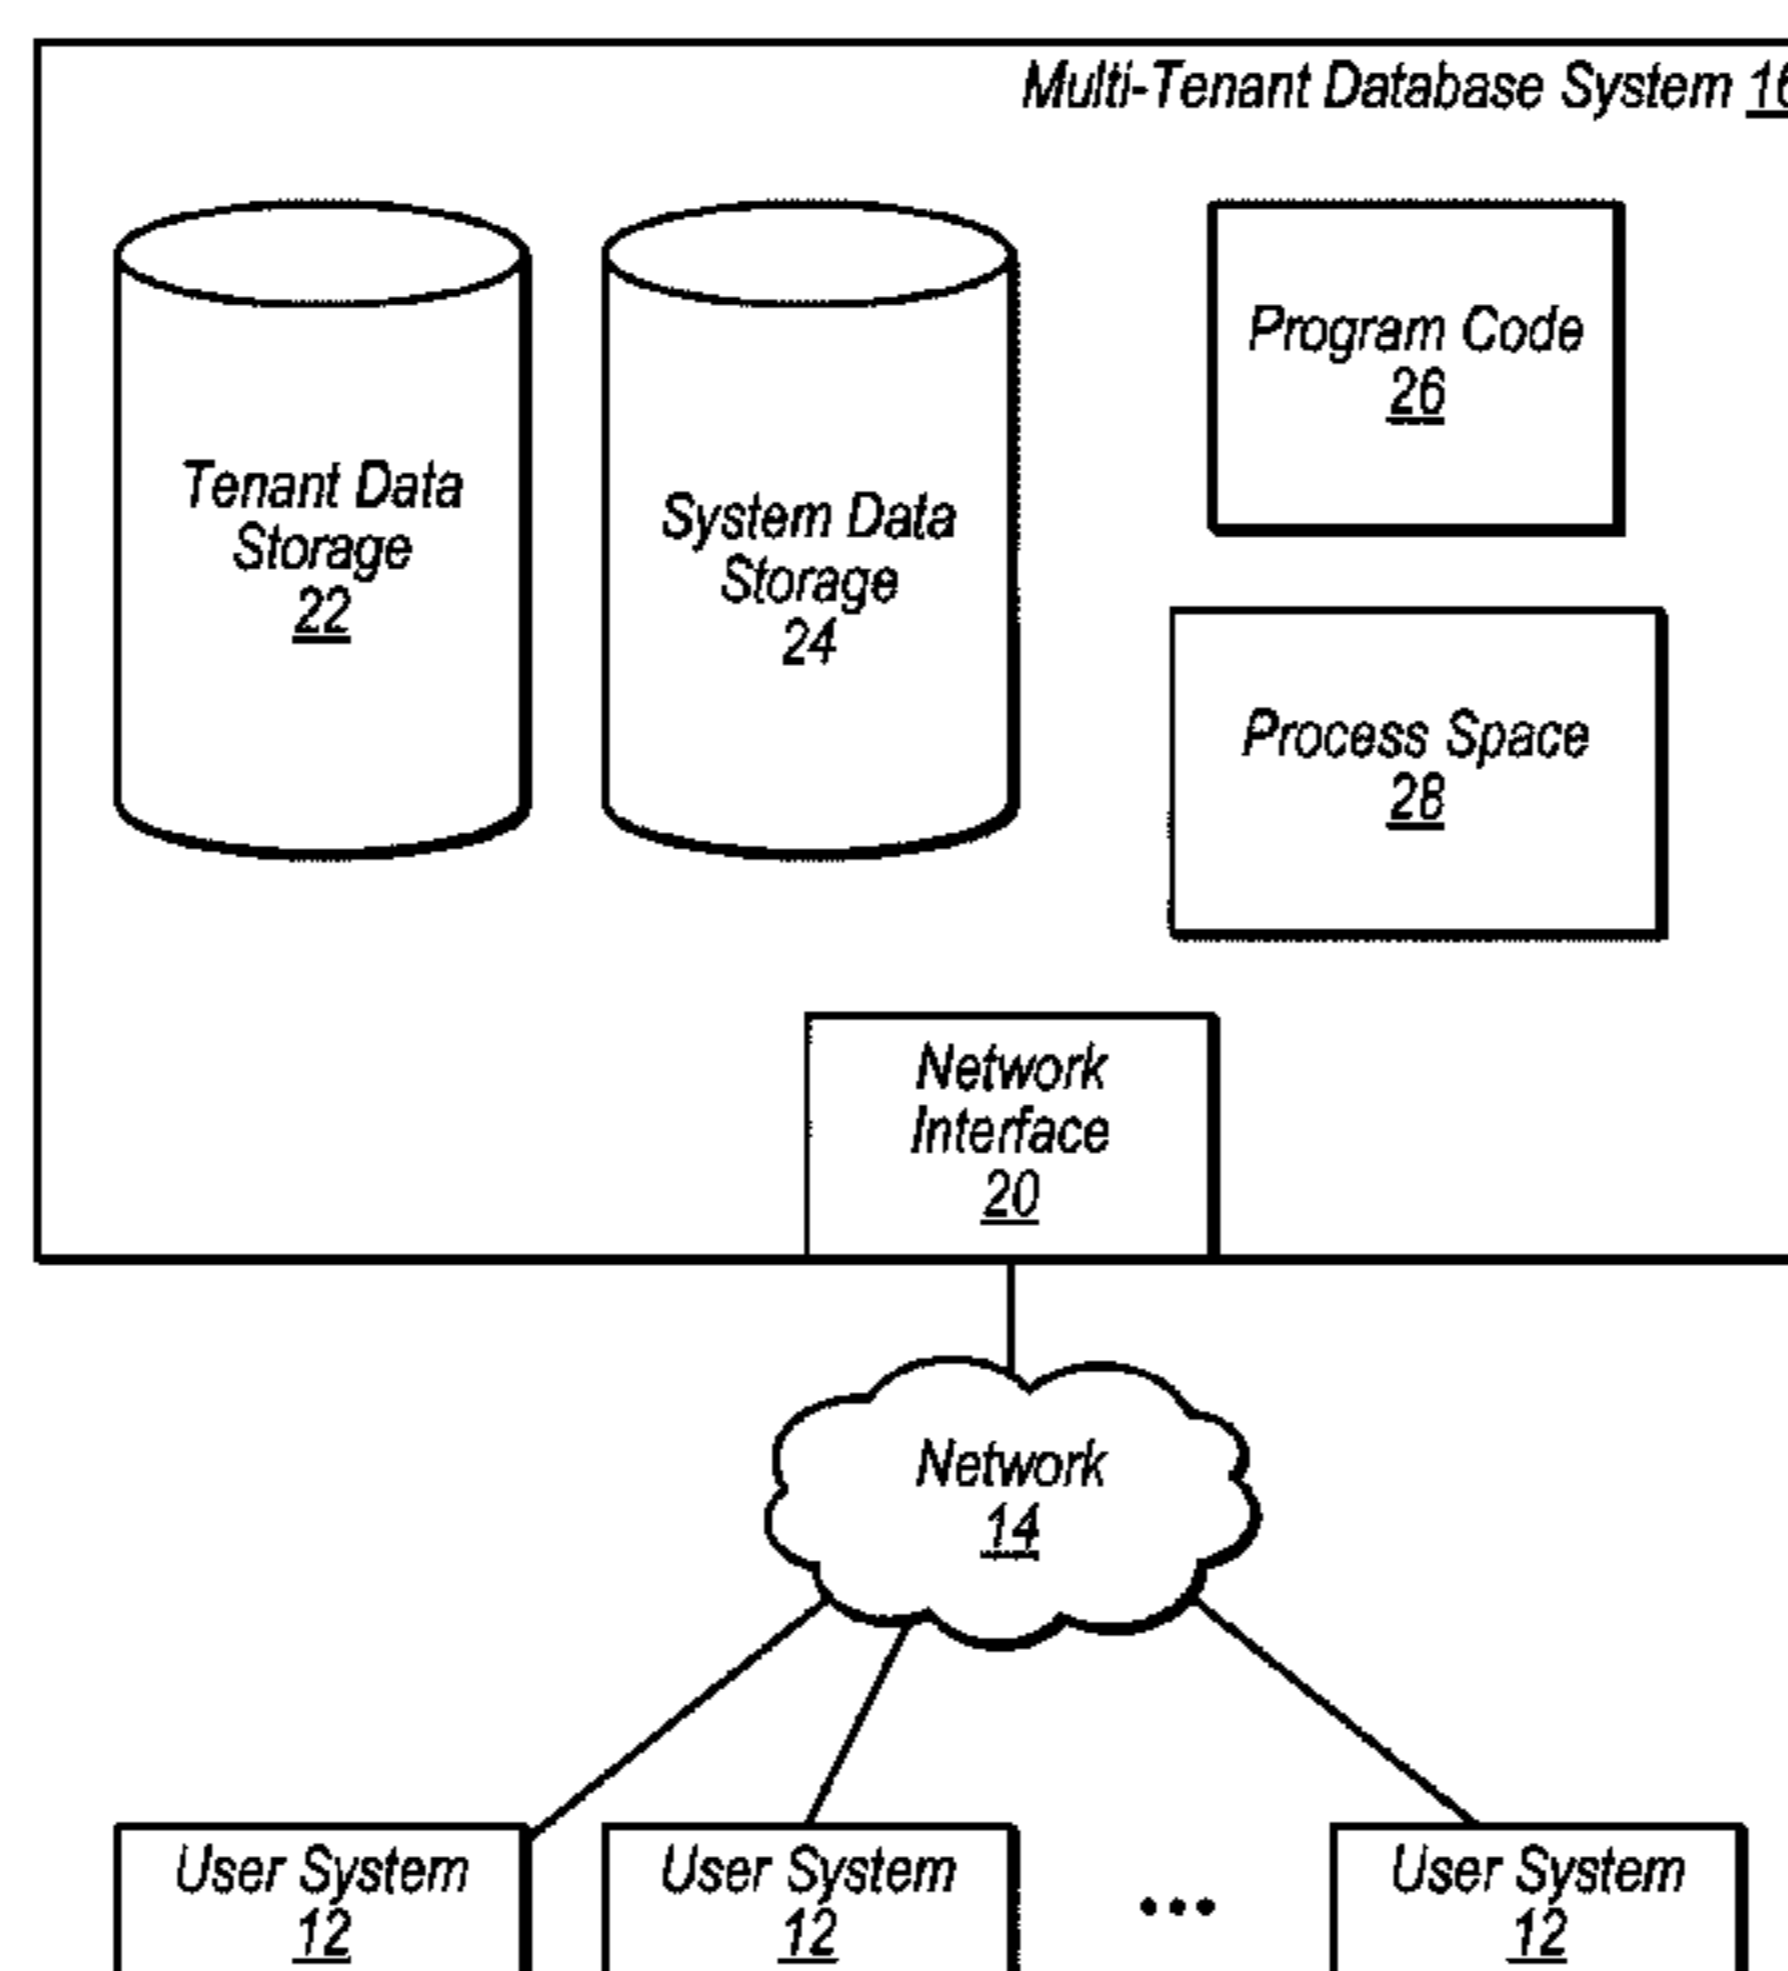 Multi-Tenant Database System 16
Tenant Data
Storage
22
System Data
Storage
24
Program Code
26
Process Space
28
Network
Interface
20
Network
14
User System
12
User System
12
...
User System
12